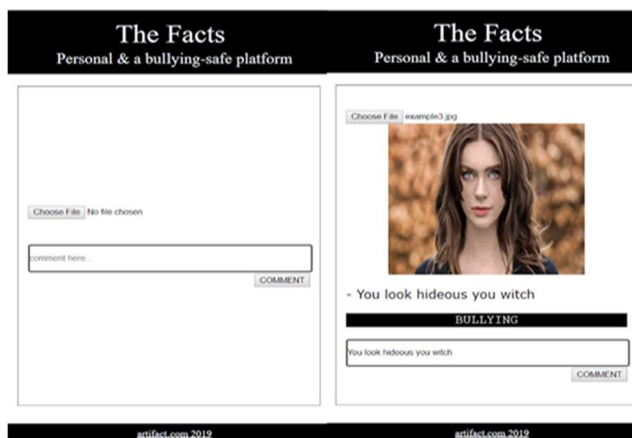 The Facts
Personal & a bullying-safe platform
Choose File No file chosen
comment here...
COMMENT
artifact.com 2019
The Facts
Personal & a bullying-safe platform
Choose File example3.jpg
- You look hideous you witch
BULLYING
You look hideous you witch
COMMENT
artifact.com 2019